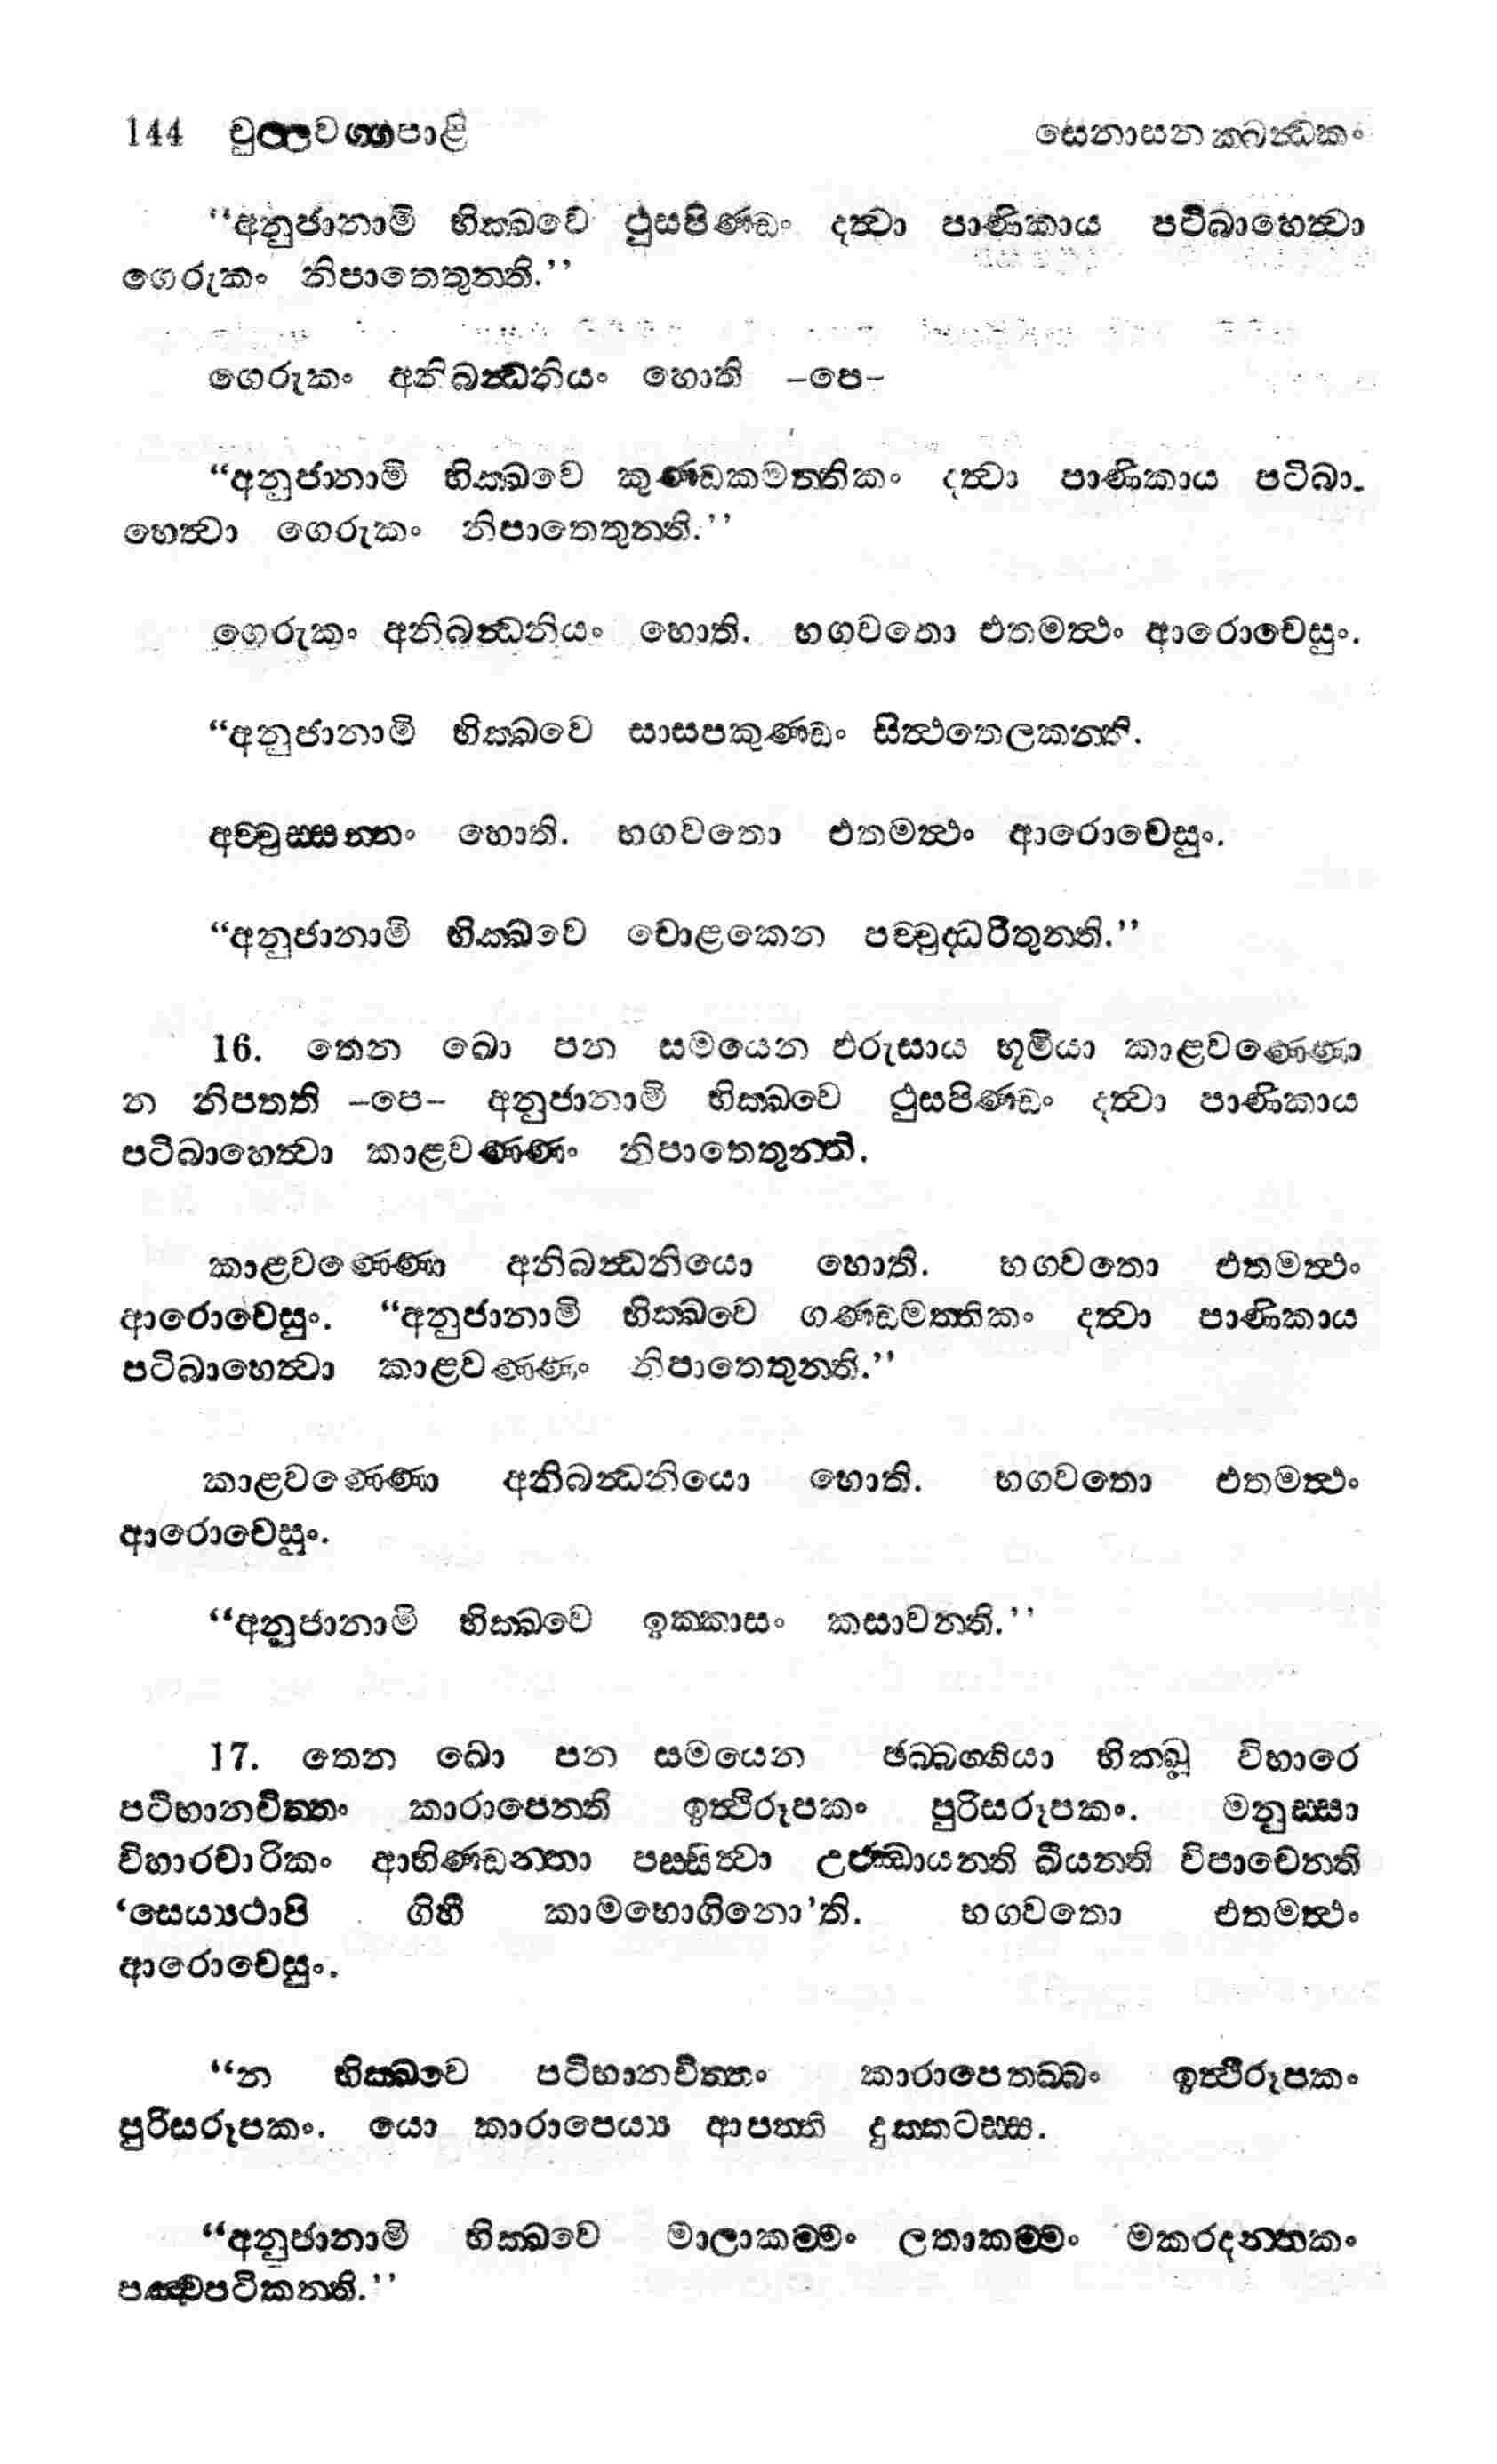 144 චුල්ලවග්ගපාළි සෙනාසනක්ඛන්ධකං
“අනුජානාමි භික්ඛවෙ ථුසපිණ්ඩං දත්වා පාණිකාය පටිබාහෙත්වා
ගෙරුකං නිපාතෙතුන්ති.’’
ගෙරුකං අනිබන්ධනියං හොති –පෙ–
“අනුජානාමි භික්ඛවෙ කුණ්ඩකමත්තිකං දත්වා පාණිකාය පටිබා-
හෙත්වා ගෙරුකං නිපාතෙතුන්ති.’’
ගෙරුකං අනිබන්ධනියං හොති. භගවතො එතමත්ථං ආරොචෙසුං.
“අනුජානාමි භික්ඛවෙ සාසපකුණ්ඩං සිත්ථතෙලකන්ති.
අච්චුස්සන්නං හොති. භගවතො එතමත්ථං ආරොචෙසුං.
“අනුජානාමි භික්ඛවෙ චොළකෙන පච්චුද්ධරිතුන්ති.’’
16. තෙන ඛො පන සමයෙන ඵරුසාය භූමියා කාළවණ්ණො
න නිපතති –පෙ– අනුජානාමි භික්ඛවෙ ථුසපිණ්ඩං දත්වා පාණිකාය
පටිබාහෙත්වා කාළවණ්ණං නිපාතෙතුන්ති.
කාළවණ්ණො අනිබන්ධනියො හොති. භගවතො එතමත්ථං
ආරොචෙසුං. “අනුජානාමි භික්ඛවෙ ගණ්ඩමත්තිකං දත්වා පාණිකාය
පටිබාහෙත්වා කාළවණ්ණං නිපාතෙතුන්ති.’’
කාළවණ්ණො අනිබන්ධනියො හොති. භගවතො එතමත්ථං
ආරොචෙසුං.
“අනුජානාමි භික්ඛවෙ ඉක්කාසං කසාවන්ති.’’
17. තෙන ඛො පන සමයෙන ඡබ්බග්ගියා භික්ඛූ විහාරෙ
පටිභානචිත්තං කාරාපෙන්ති ඉත්ථිරූපකං පුරිසරූපකං. මනුස්සා
විහාරචාරිකං ආහිණ්ඩන්තා පස්සිත්වා උජ්ඣායන්ති ඛීයන්ති විපාචෙන්ති
‘සෙය්‍යථාපි ගිහී කාමභොගිනො’ති. භගවතො එතමත්ථං
ආරොචෙසුං.
“න භික්ඛවෙ පටිභානචිත්තං කාරාපෙතබ්බං ඉත්ථිරූපකං
පුරිසරූපකං. යො කාරාපෙය්‍ය ආපත්ති දුක්කටස්ස.
“අනුජානාමි භික්ඛවෙ මාලාකම්මං ලතාකම්මං මකරදන්තකං
පඤ්චපටිකන්ති.’’